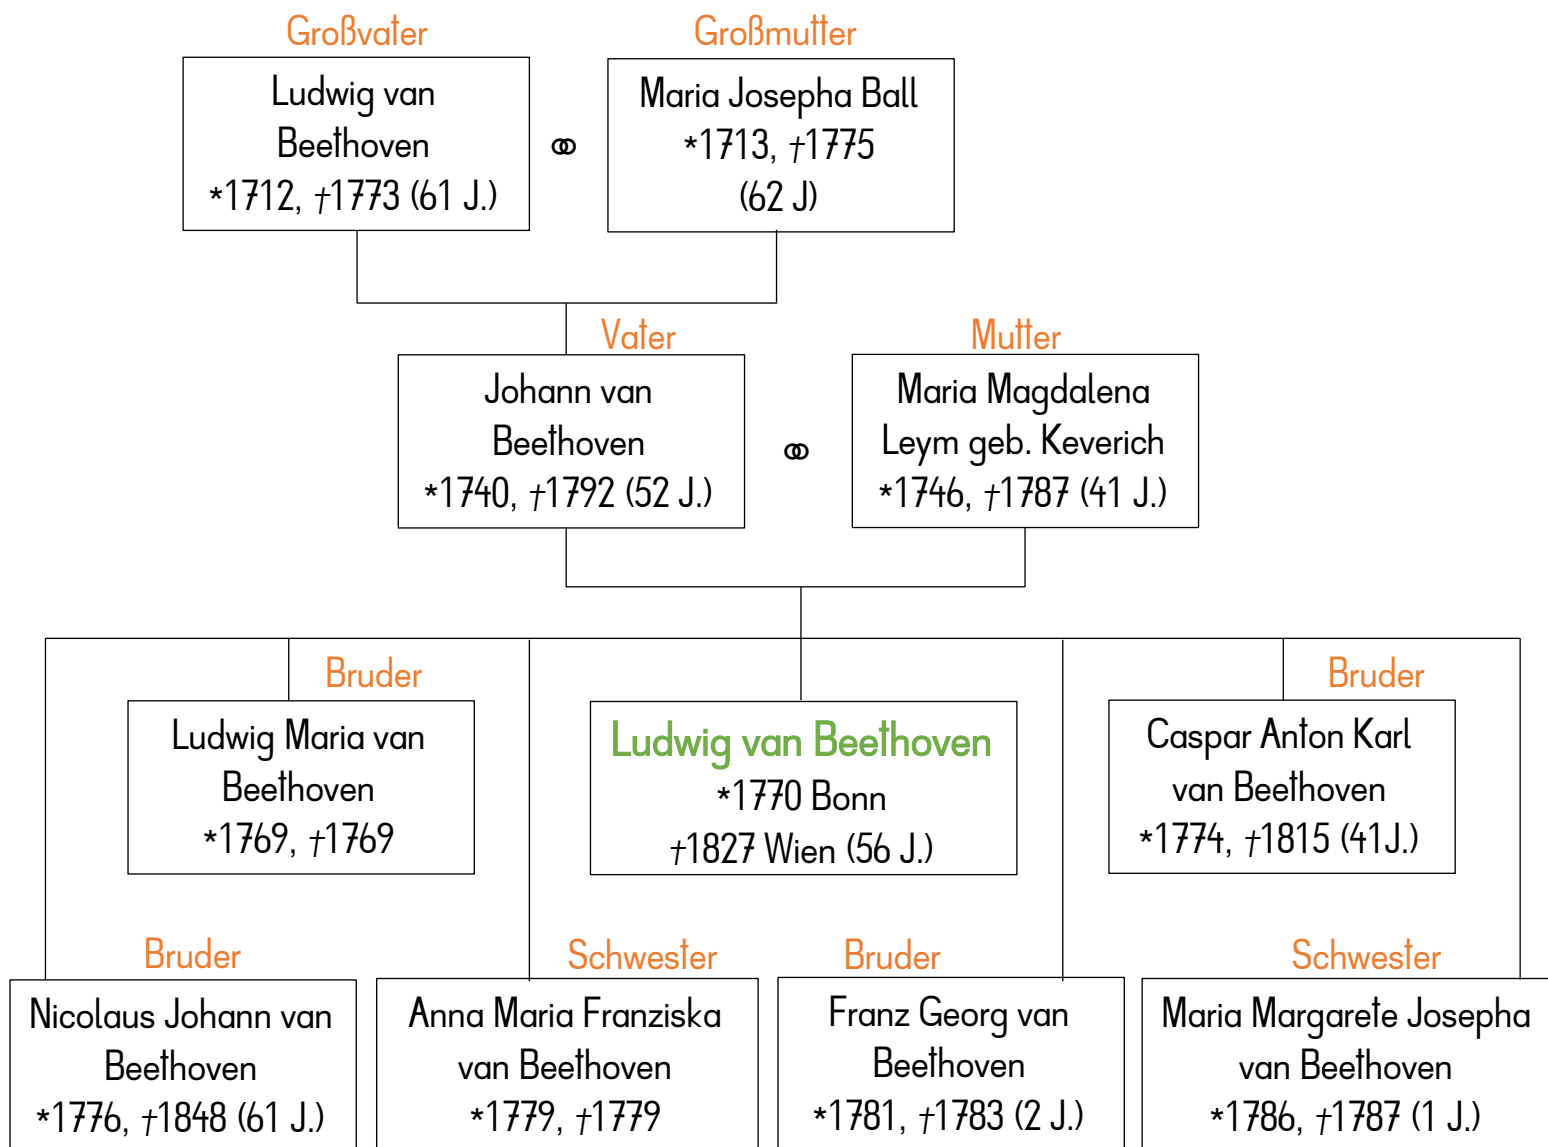 Großvater
Ludwig van
Beethoven
*1712, †1773 (61 J.)
Großmutter
Maria Josepha Ball
*1713, †1775
(62 J)
Vater
Johann van
Beethoven
*1740, †1792 (52 J.)
Mutter
Maria Magdalena
Leym geb. Keverich
*1746, †1787 (41 J.)
Bruder
Ludwig Maria van
Beethoven
*1769, †1769
Ludwig van Beethoven
*1770 Bonn
†1827 Wien (56 J.)
Bruder
Caspar Anton Karl
van Beethoven
*1774, †1815 (41J.)
Bruder
Nicolaus Johann van
Beethoven
*1776, †1848 (61 J.)
Schwester
Anna Maria Franziska
van Beethoven
*1779, †1779
Bruder
Franz Georg van
Beethoven
*1781, †1783 (2 J.)
Schwester
Maria Margarete Josepha
van Beethoven
*1786, †1787 (1 J.)